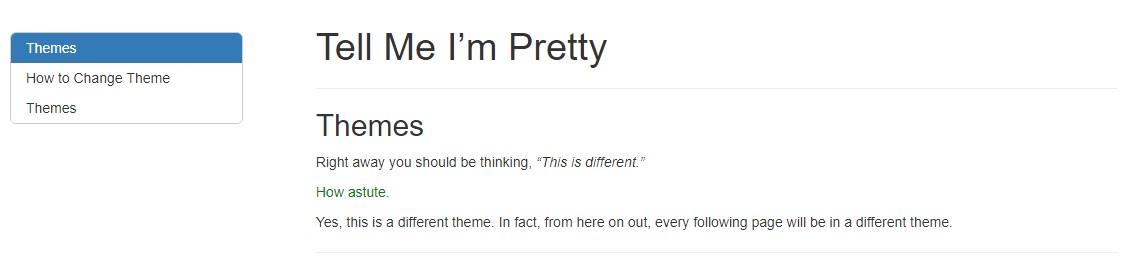 Themes
How to Change Theme
Themes
Tell Me I’m Pretty
Themes
Right away you should be thinking, “This is different.”
How astute.
Yes, this is a different theme. In fact, from here on out, every following page will be in a different theme.